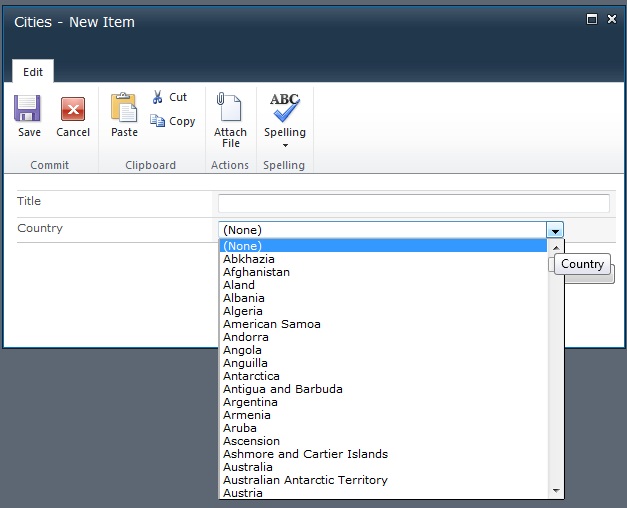 Cities - New Item
Edit
Save
Cancel
Paste
Cut
Copy
Attach
File
ABC
Spelling
Commit
Clipboard
Actions
Spelling
Title
Country
(None)
(None)
Abkhazia
Afghanistan
Aland
Albania
Algeria
American Samoa
Andorra
Angola
Anguilla
Antarctica
Antigua and Barbuda
Argentina
Armenia
Aruba
Ascension
Ashmore and Cartier Islands
Australia
Australian Antarctic Territory
Austria
Country